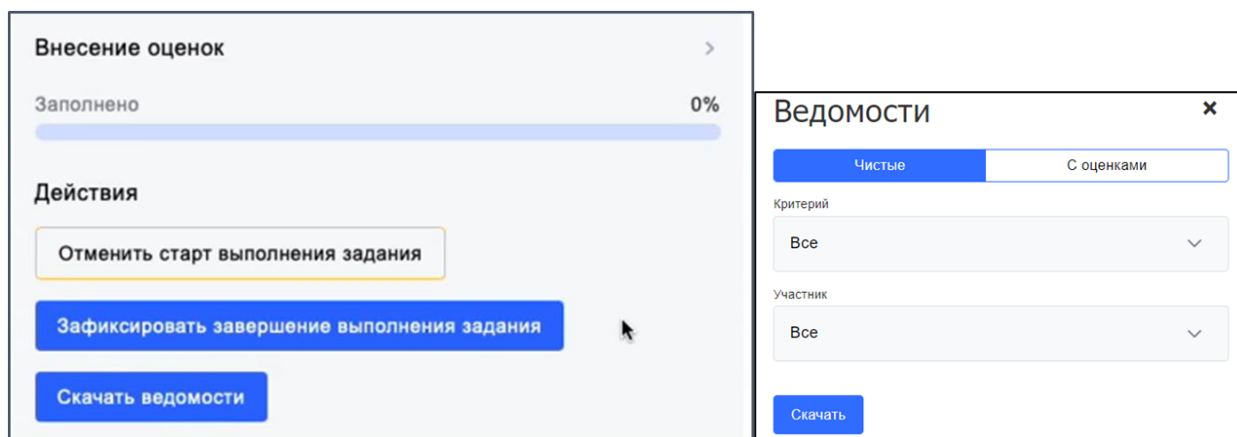 Внесение оценок
Заполнено 0%
Действия
Отменить старт выполнения задания
Зафиксировать завершение выполнения задания
Скачать ведомости
Ведомости
Чистые С оценками
Критерий
Все
Участник
Все
Скачать